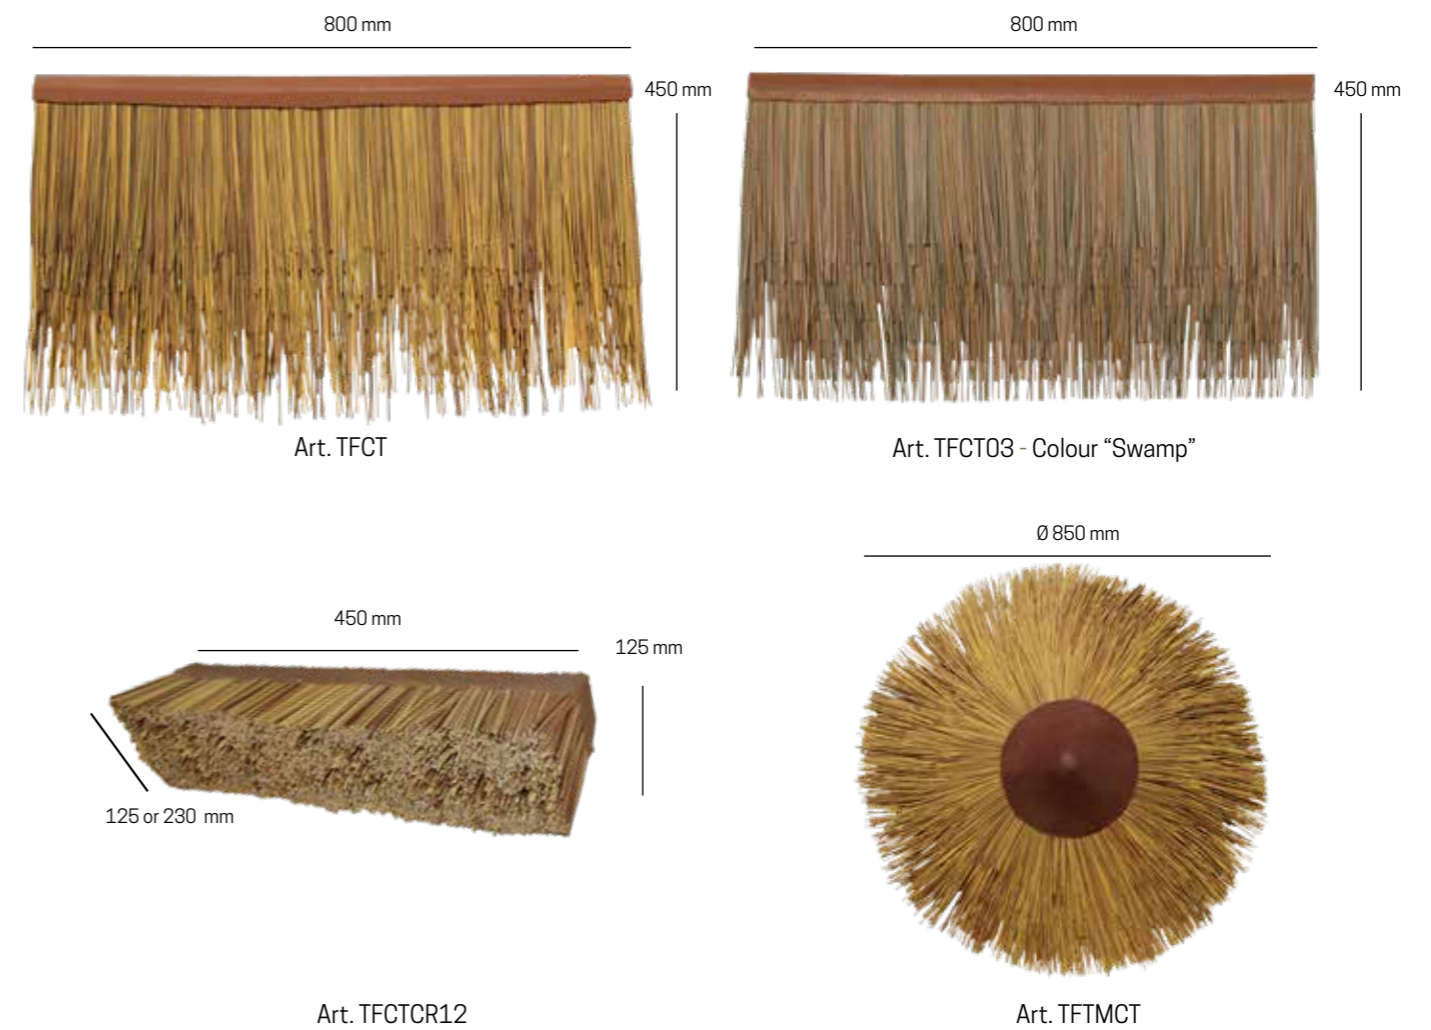 800 mm
800 mm
450 mm
450 mm
Art. TFCT
Art. TFCT03 - Colour “Swamp”
Ø 850 mm
450 mm
125 mm
125 or 230 mm
Art. TFCTCR12
Art. TFTMCT